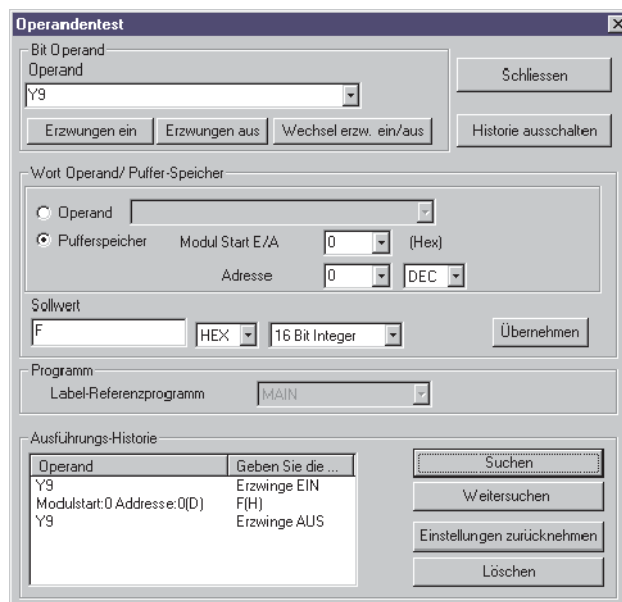 Operandentest
Bit Operand
Operand
Y9
Schliessen
Erzwungen ein Erzwungen aus Wechsel erzw. ein/aus Historie ausschalten
Wort Operand/ Puffer-Speicher
Operand
Pufferspeicher Modul Start E/A 0 (Hex)
Adresse 0 DEC
Sollwert
F HEX 16 Bit Integer Übernehmen
Programm
Label-Referenzprogramm MAIN
Ausführungs-Historie
Operand Geben Sie die ...
Y9 Erzwinge EIN
Modulstart:0 Addresse:0(D) F(H)
Y9 Erzwinge AUS
Suchen
Weitersuchen
Einstellungen zurücknehmen
Löschen